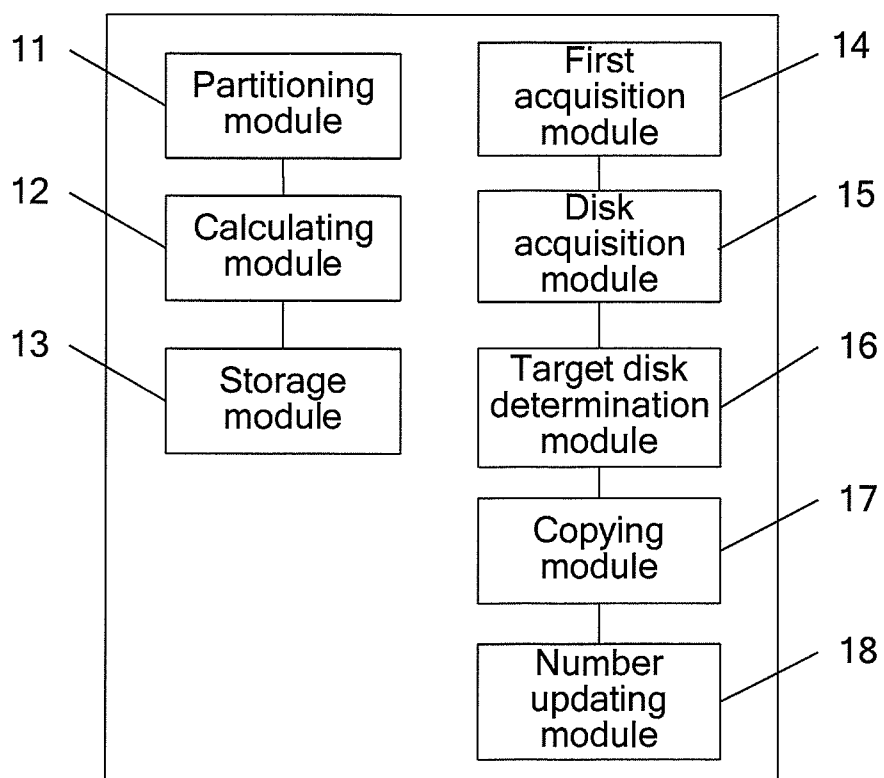 11
Partitioning
module
12
Calculating
module
13
Storage
module
First
acquisition
module
14
Disk
acquisition
module
15
Target disk
determination
module
16
Copying
module
17
Number
updating
module
18